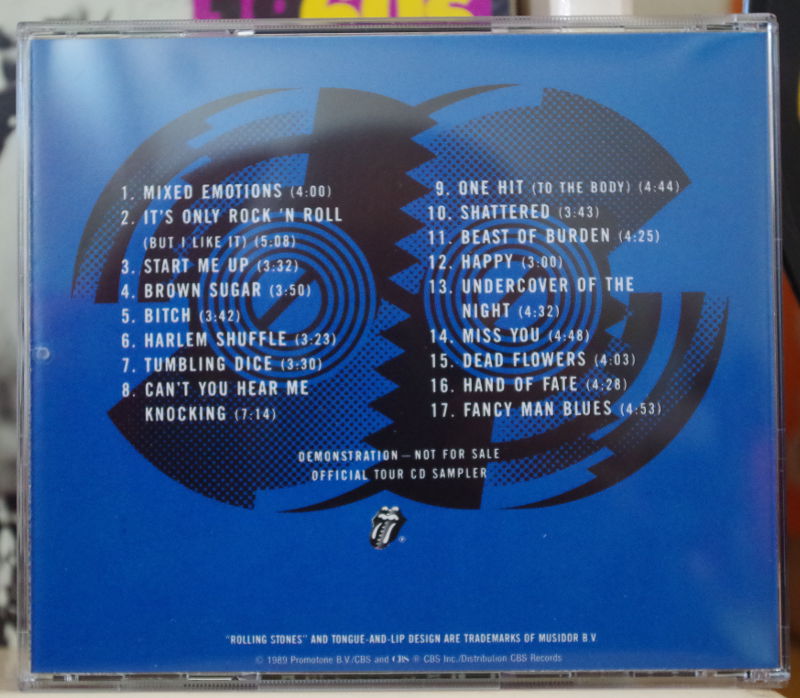 1. MIXED EMOTIONS (4:00)
2. IT'S ONLY ROCK 'N ROLL
(BUT I LIKE IT) (5:08)
3. START ME UP (3:32)
4. BROWN SUGAR (3:50)
5. BITCH (3:42)
6. HARLEM SHUFFLE (3:23)
7. TUMBLING DICE (3:30)
8. CAN'T YOU HEAR ME
KNOCKING (7:14)
9. ONE HIT (TO THE BODY) (4:44)
10. SHATTERED (3:43)
11. BEAST OF BURDEN (4:25)
12. HAPPY (3:00)
13. UNDERCOVER OF THE
NIGHT (4:32)
14. MISS YOU (4:48)
15. DEAD FLOWERS (4:03)
16. HAND OF FATE (4:28)
17. FANCY MAN BLUES (4:53)
DEMONSTRATION — NOT FOR SALE
OFFICIAL TOUR CD SAMPLER
®
"ROLLING STONES" AND TONGUE-AND-LIP DESIGN ARE TRADEMARKS OF MUSIDOR B.V
© 1989 Promotone B.V./CBS and CBS ® CBS Inc./Distribution CBS Records